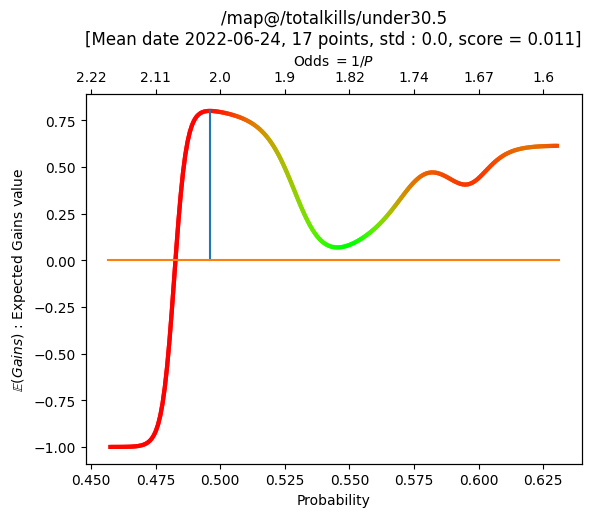 /map@/totalkills/under30.5
[Mean date 2022-06-24, 17 points, std : 0.0, score = 0.011]
Odds = 1/P
2.22 2.11 2.0 1.9 1.82 1.74 1.67 1.6
0.75
0.50
0.25
0.00
−0.25
−0.50
−0.75
−1.00
𝔼(Gains) : Expected Gains value
0.450 0.475 0.500 0.525 0.550 0.575 0.600 0.625
Probability